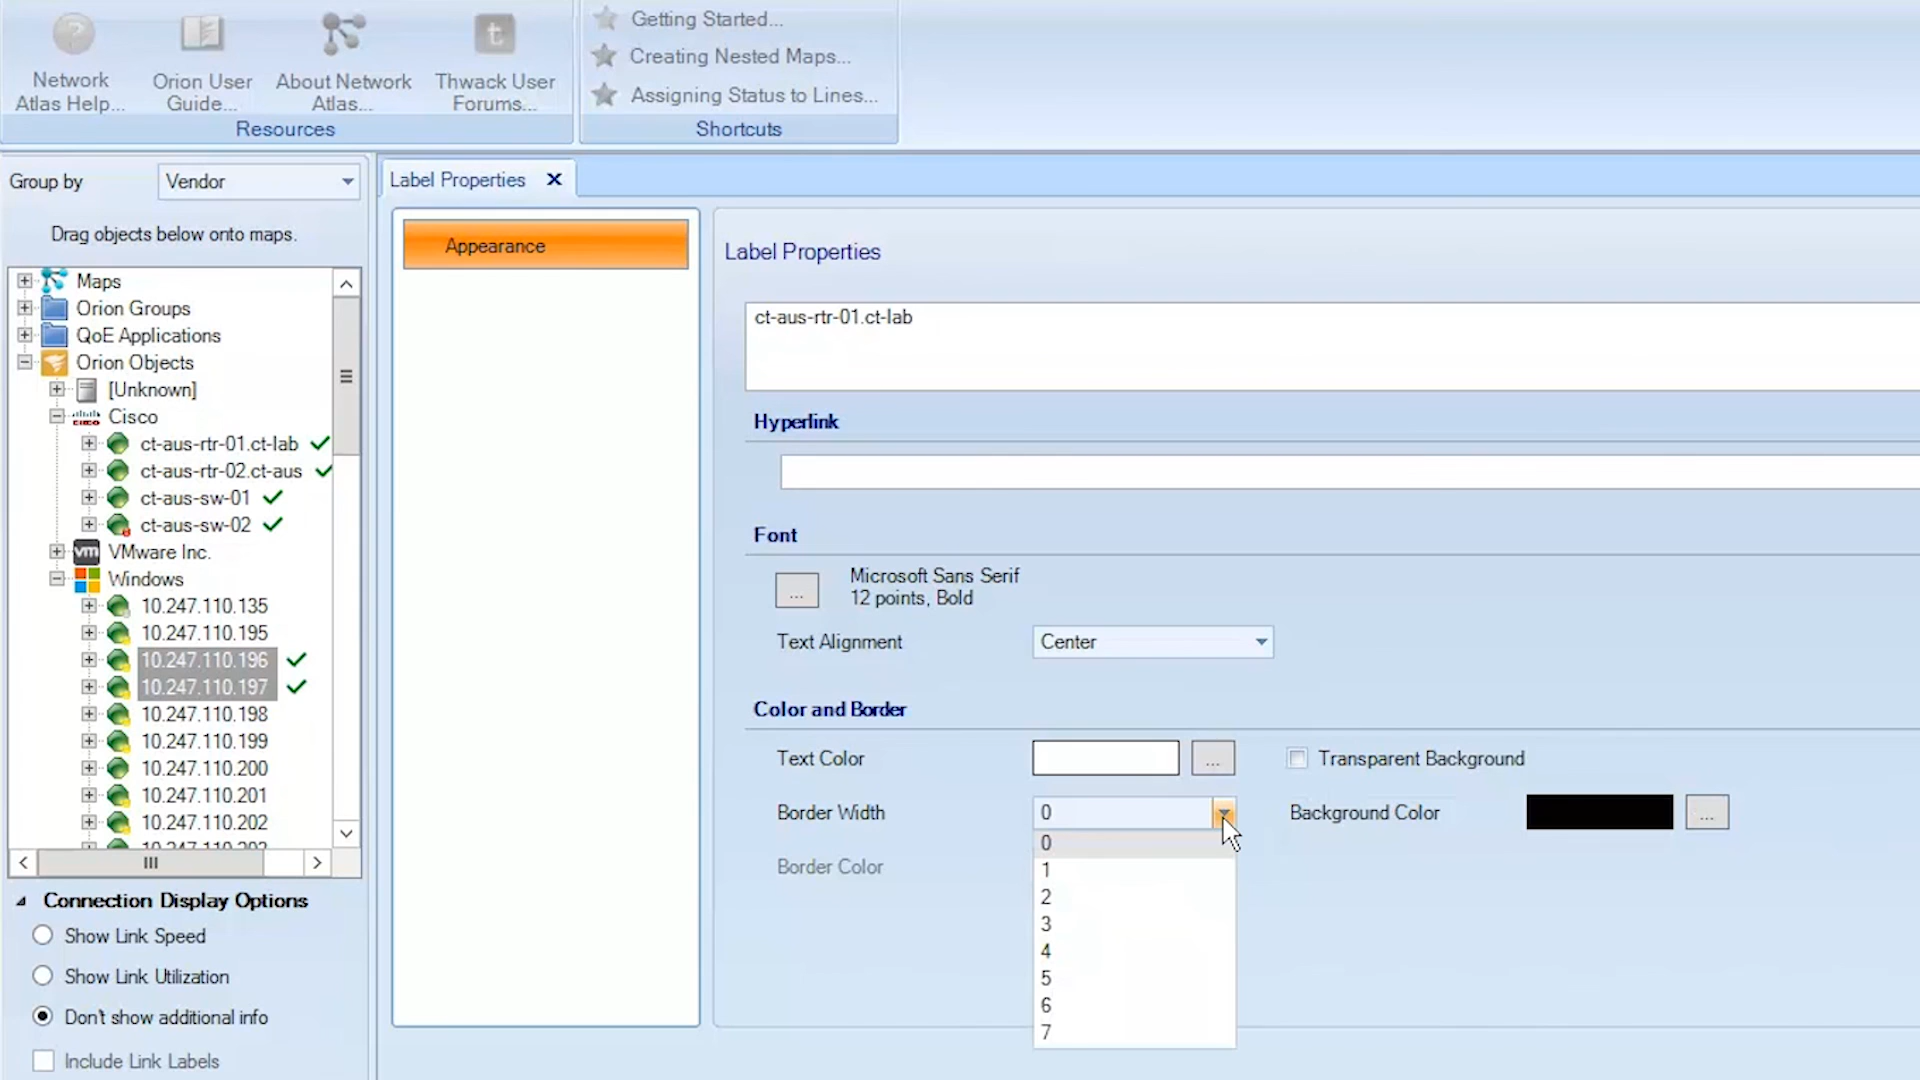 Network
Atlas Help...
Orion User
Guide...
About Network
Atlas...
Thwack User
Forums...
Resources
Getting Started...
Creating Nested Maps...
Assigning Status to Lines...
Shortcuts
Group by
Vendor
Drag objects below onto maps.
Maps
Orion Groups
QoE Applications
Orion Objects
[Unknown]
Cisco
ct-aus-rtr-01.ct-lab
ct-aus-rtr-02.ct-aus
ct-aus-sw-01
ct-aus-sw-02
vm VMware Inc.
Windows
10.247.110.135
10.247.110.195
10.247.110.196
10.247.110.197
10.247.110.198
10.247.110.199
10.247.110.200
10.247.110.201
10.247.110.202
Connection Display Options
Show Link Speed
Show Link Utilization
Don't show additional info
Include Link Labels
Label Properties
Appearance
Label Properties
ct-aus-rtr-01.ct-lab
Hyperlink
Font
...
Microsoft Sans Serif
12 points, Bold
Text Alignment
Center
Color and Border
Text Color
...
Transparent Background
Border Width
0
Background Color
...
Border Color
0
1
2
3
4
5
6
7